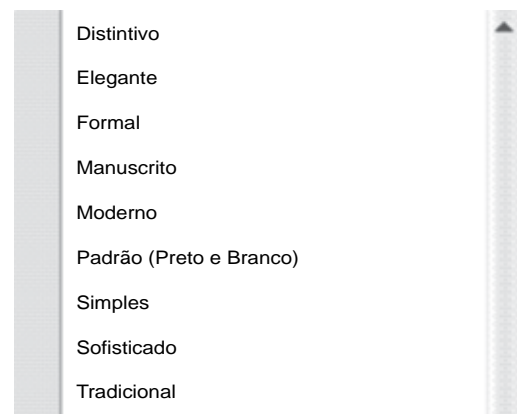 Distintivo
Elegante
Formal
Manuscrito
Moderno
Padrão (Preto e Branco)
Simples
Sofisticado
Tradicional